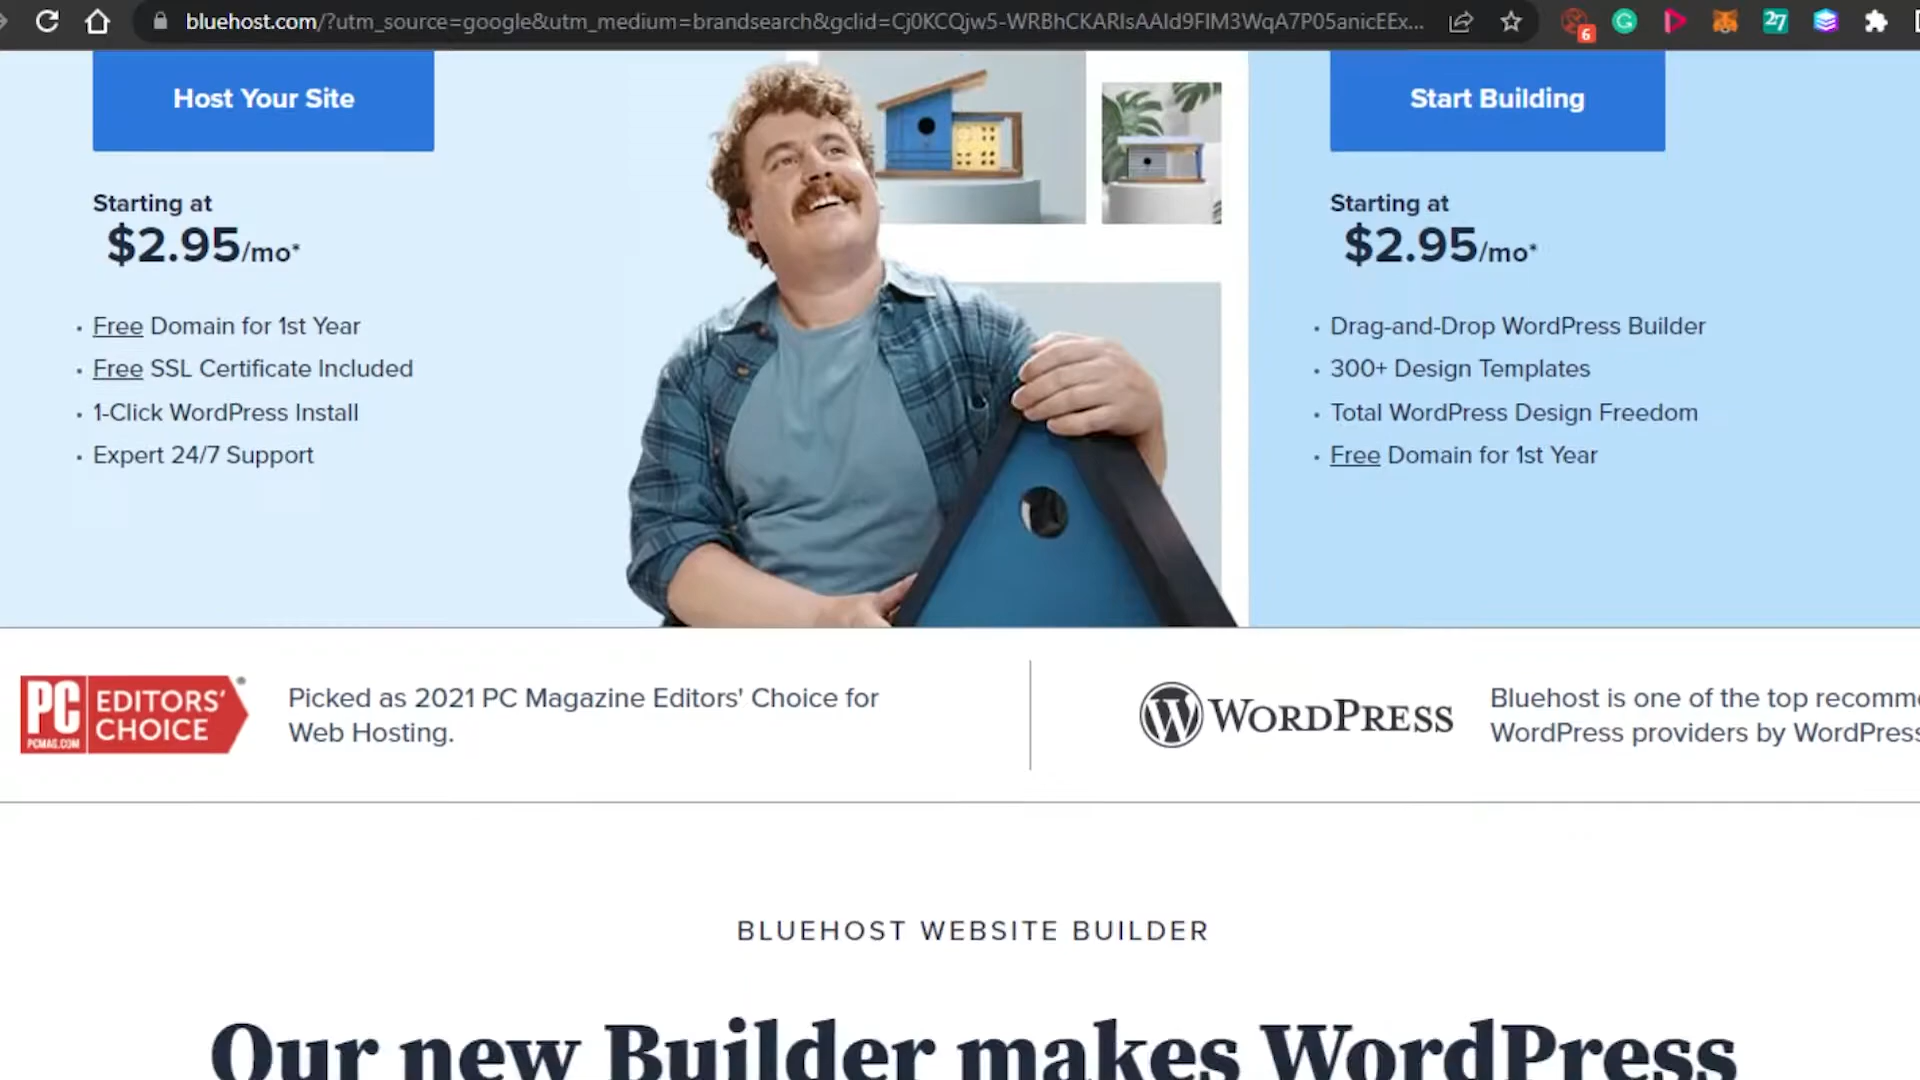 bluehost.com/?utm_source=google&utm_medium=brandsearch&gclid=Cj0KCQjw5-WRBhCKARIsAAId9FlM3WqA7P05anicEEx...
6
27
Host Your Site
Starting at
$2.95/mo*
· Free Domain for 1st Year
· Free SSL Certificate Included
· 1-Click WordPress Install
· Expert 24/7 Support
Start Building
Starting at
$2.95/mo*
· Drag-and-Drop WordPress Builder
· 300+ Design Templates
· Total WordPress Design Freedom
· Free Domain for 1st Year
PC
PCMAG.COM
EDITORS'
CHOICE
Picked as 2021 PC Magazine Editors' Choice for
Web Hosting.
WORDPRESS
Bluehost is one of the top recomm
WordPress providers by WordPress
BLUEHOST WEBSITE BUILDER
Our new Builder makes WordPress